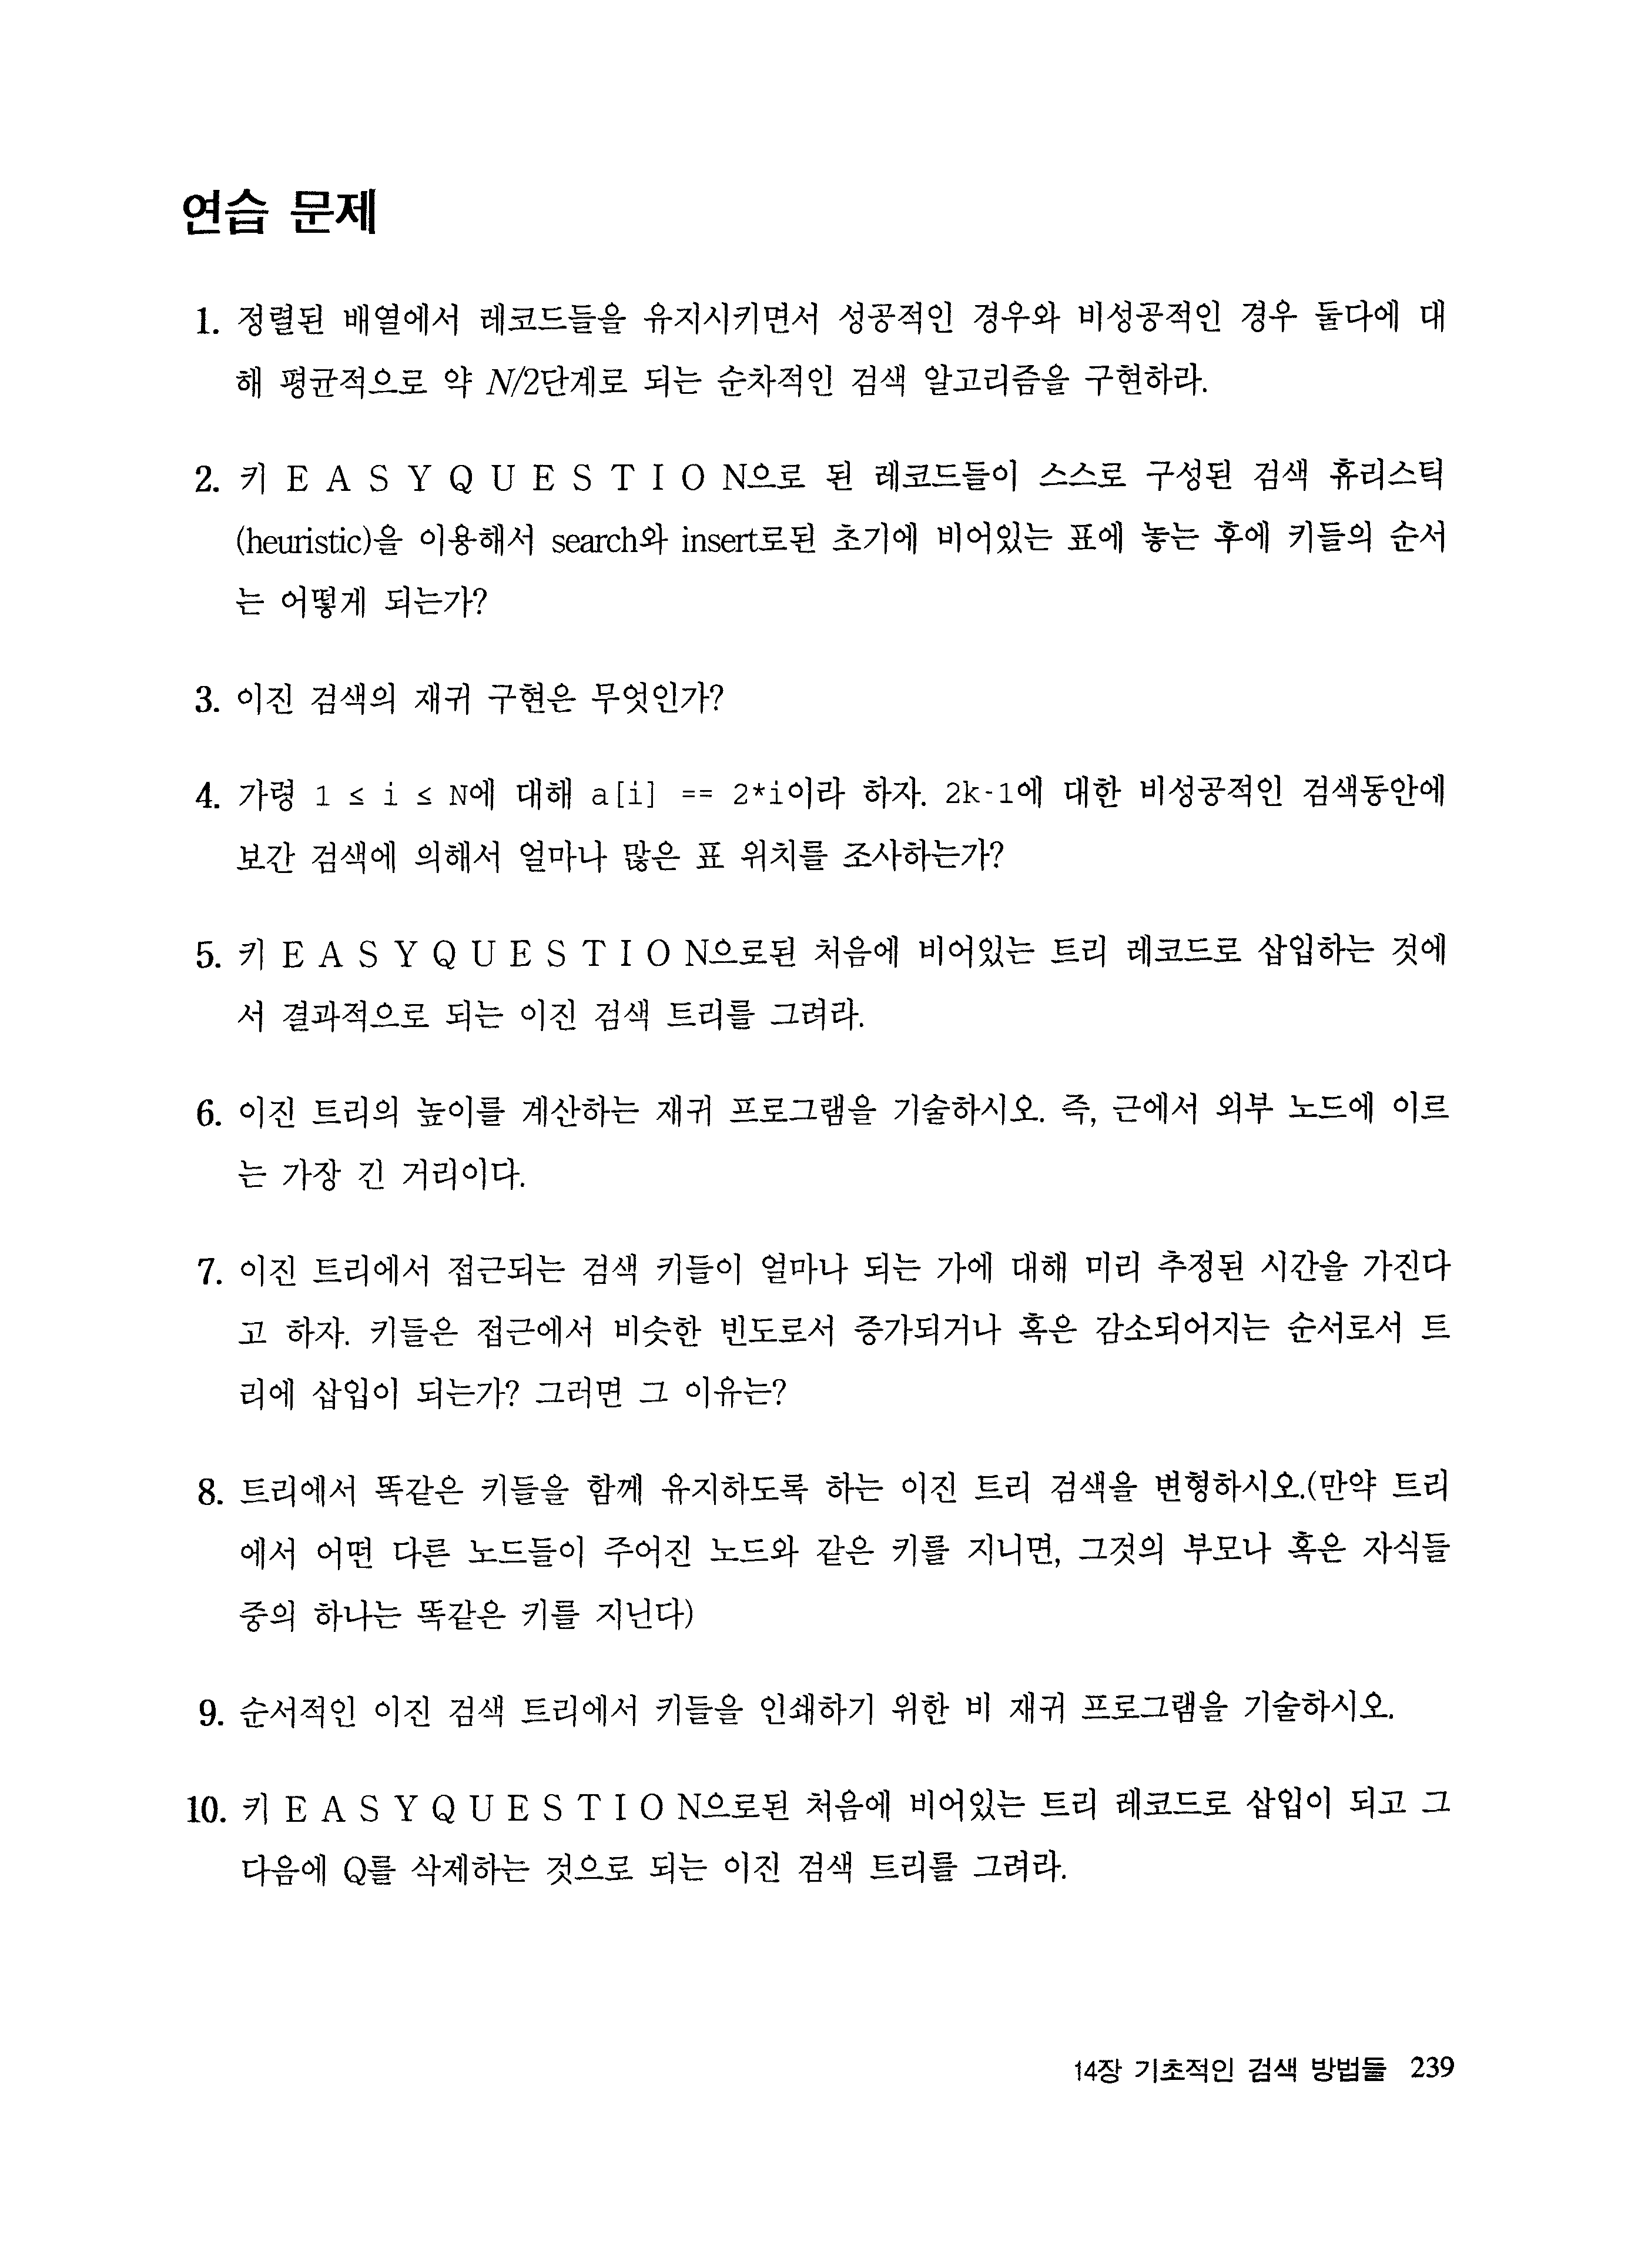 연습 문제
1. 정렬된 배열에서 레코드들을 유지시키면서 성공적인 경우와 비성공적인 경우 둘다에 대
해 평균적으로 약 N/2단계로 되는 순차적인 검색 알고리즘을 구현하라.
2. 키 E A S Y Q U E S T I O N으로 된 레코드들이 스스로 구성된 검색 휴리스틱
(heuristic)을 이용해서 search와 insert로된 초기에 비어있는 표에 놓는 후에 키들의 순서
는 어떻게 되는가?
3. 이진 검색의 재귀 구현은 무엇인가?
4. 가령 1 ≤ i ≤ N에 대해 a[i] == 2*i이라 하자. 2k-1에 대한 비성공적인 검색동안에
보간 검색에 의해서 얼마나 많은 표 위치를 조사하는가?
5. 키 E A S Y Q U E S T I O N으로된 처음에 비어있는 트리 레코드로 삽입하는 것에
서 결과적으로 되는 이진 검색 트리를 그려라.
6. 이진 트리의 높이를 계산하는 재귀 프로그램을 기술하시오. 즉, 근에서 외부 노드에 이르
는 가장 긴 거리이다.
7. 이진 트리에서 접근되는 검색 키들이 얼마나 되는 가에 대해 미리 추정된 시간을 가진다
고 하자. 키들은 접근에서 비슷한 빈도로서 증가되거나 혹은 감소되어지는 순서로서 트
리에 삽입이 되는가? 그러면 그 이유는?
8. 트리에서 똑같은 키들을 함께 유지하도록 하는 이진 트리 검색을 변형하시오.(만약 트리
에서 어떤 다른 노드들이 주어진 노드와 같은 키를 지니면, 그것의 부모나 혹은 자식들
중의 하나는 똑같은 키를 지닌다)
9. 순서적인 이진 검색 트리에서 키들을 인쇄하기 위한 비 재귀 프로그램을 기술하시오.
10. 키 E A S Y Q U E S T I O N으로된 처음에 비어있는 트리 레코드로 삽입이 되고 그
다음에 Q를 삭제하는 것으로 되는 이진 검색 트리를 그려라.
14장 기초적인 검색 방법들 239